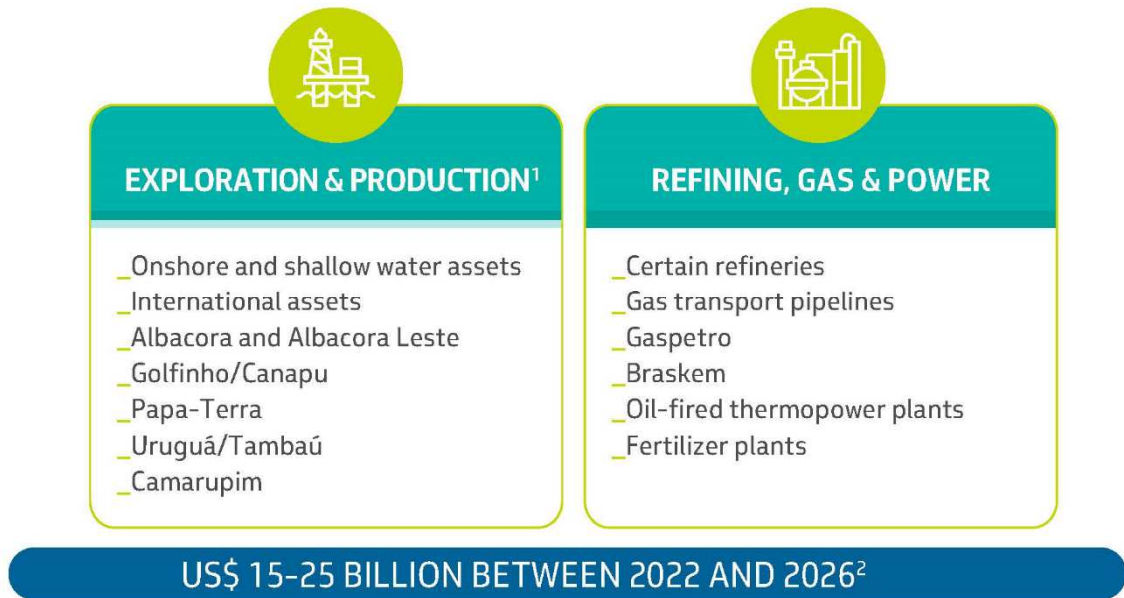 EXPLORATION & PRODUCTION¹
_Onshore and shallow water assets
_International assets
_Albacora and Albacora Leste
_Golfinho/Canapu
_Papa-Terra
_Uruguá/Tambaú
_Camarupim
REFINING, GAS & POWER
_Certain refineries
_Gas transport pipelines
_Gaspetro
_Braskem
_Oil-fired thermopower plants
_Fertilizer plants
US$ 15-25 BILLION BETWEEN 2022 AND 2026²